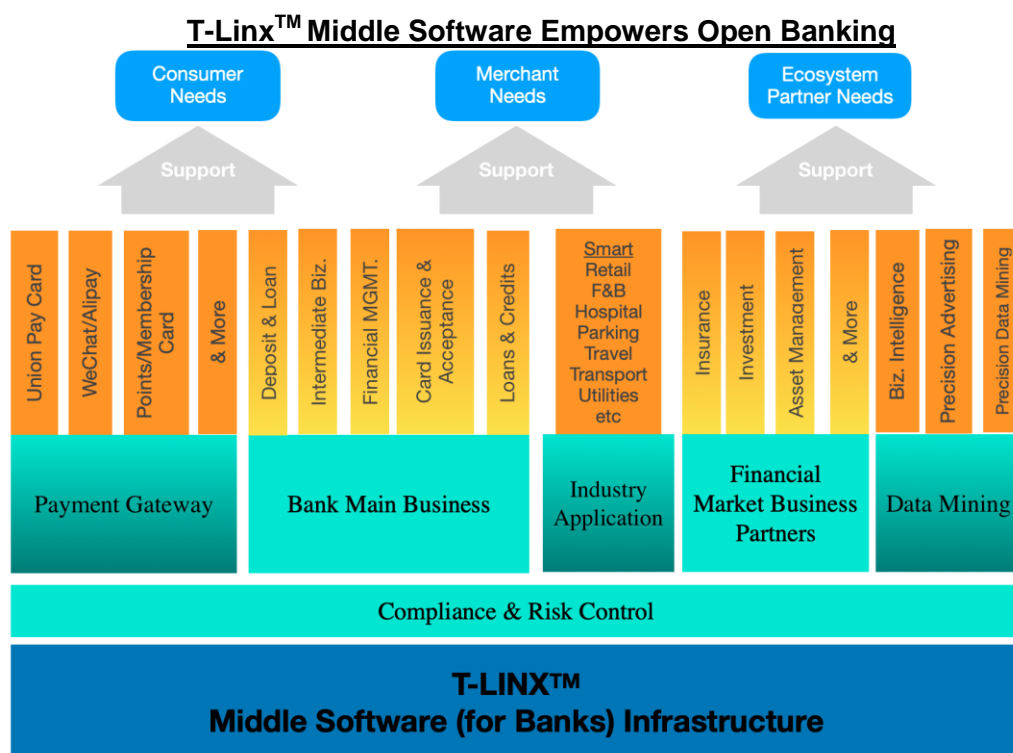 T-Linx™ Middle Software Empowers Open Banking
Consumer
Needs
Merchant
Needs
Ecosystem
Partner Needs
Support
Support
Support
Union Pay Card
WeChat/Alipay
Points/Membership
Card
& More
Deposit & Loan
Intermediate Biz.
Financial MGMT.
Card Issuance &
Acceptance
Loans & Credits
Smart
Retail
F&B
Hospital
Parking
Travel
Transport
Utilities
etc
Insurance
Investment
Asset Management
& More
Biz. Intelligence
Precision Advertising
Precision Data Mining
Payment Gateway
Bank Main Business
Industry
Application
Financial
Market Business
Partners
Data Mining
Compliance & Risk Control
T-LINX™
Middle Software (for Banks) Infrastructure